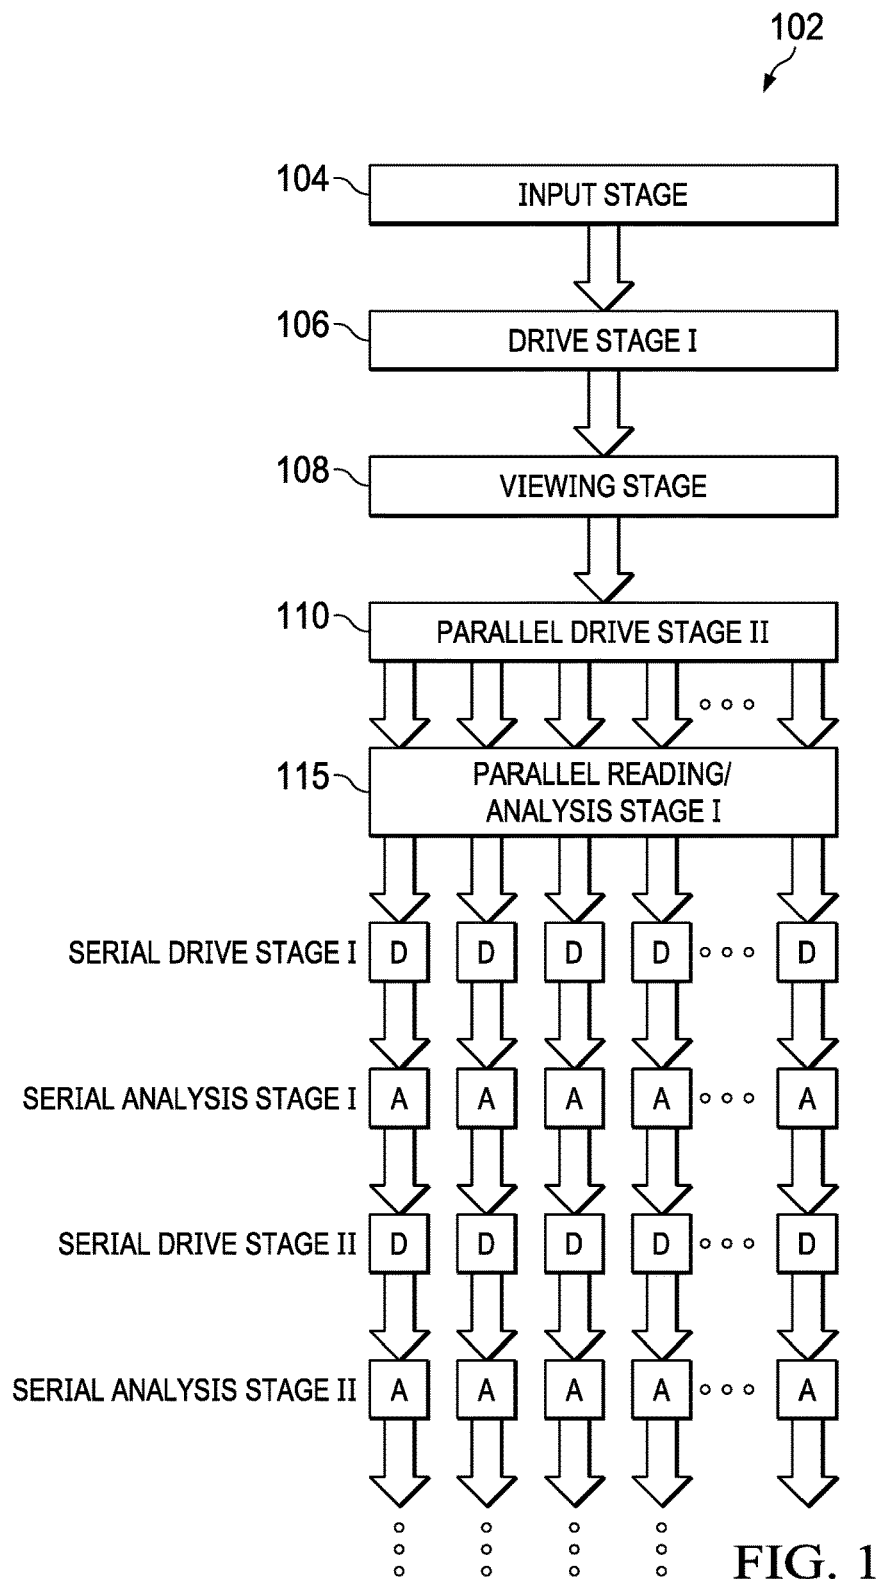 102
104
INPUT STAGE
106
DRIVE STAGE I
108
VIEWING STAGE
110
PARALLEL DRIVE STAGE II
115
PARALLEL READING/
ANALYSIS STAGE I
SERIAL DRIVE STAGE I D D D D D
SERIAL ANALYSIS STAGE I A A A A A
SERIAL DRIVE STAGE II D D D D D
SERIAL ANALYSIS STAGE II A A A A A
FIG. 1